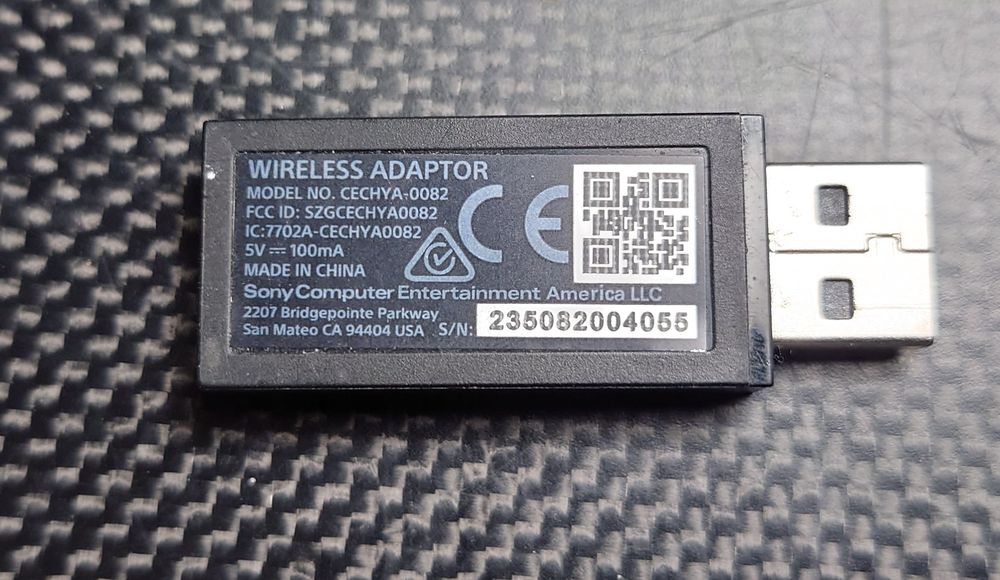 WIRELESS ADAPTOR
MODEL NO. CECHYA-0082
FCC ID: SZGCECHYA0082
IC:7702A-CECHYA0082
5V ⎓ 100mA
MADE IN CHINA
CE
Sony Computer Entertainment America LLC
2207 Bridgepointe Parkway
San Mateo CA 94404 USA S/N: 235082004055